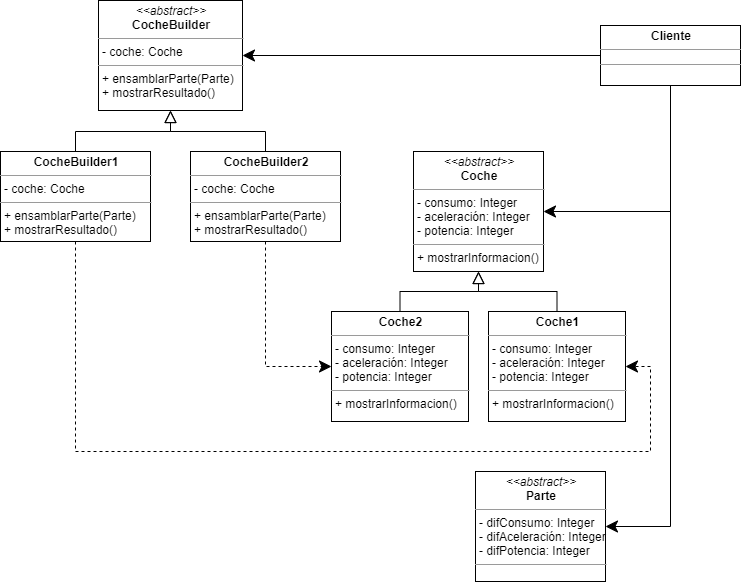 <<abstract>>
CocheBuilder
- coche: Coche
+ ensamblarParte(Parte)
+ mostrarResultado()
Cliente
CocheBuilder1
- coche: Coche
+ ensamblarParte(Parte)
+ mostrarResultado()
CocheBuilder2
- coche: Coche
+ ensamblarParte(Parte)
+ mostrarResultado()
<<abstract>>
Coche
- consumo: Integer
- aceleración: Integer
- potencia: Integer
+ mostrarInformacion()
Coche2
- consumo: Integer
- aceleración: Integer
- potencia: Integer
+ mostrarInformacion()
Coche1
- consumo: Integer
- aceleración: Integer
- potencia: Integer
+ mostrarInformacion()
<<abstract>>
Parte
- difConsumo: Integer
- difAceleración: Integer
- difPotencia: Integer